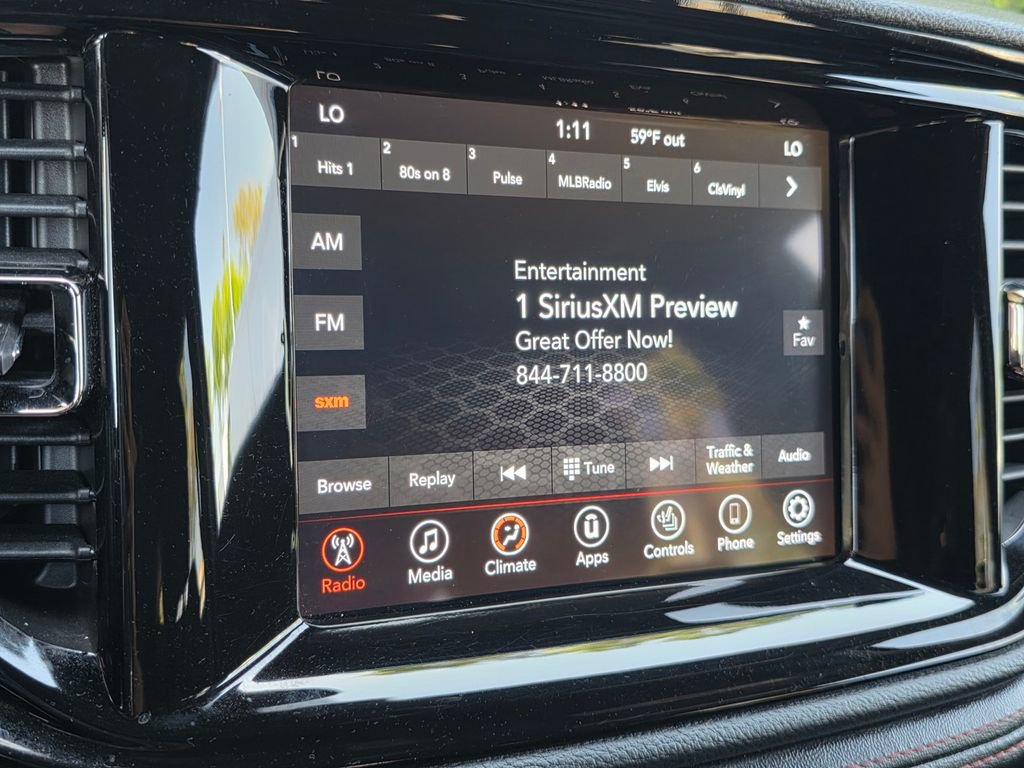 LO
1:11
59°F out
LO
1 Hits 1
2 80s on 8
3 Pulse
4 MLBRadio
5 Elvis
6 ClsVinyl
AM
FM
sxm
Entertainment
1 SiriusXM Preview
Great Offer Now!
844-711-8800
Fav
Browse
Replay
Tune
Traffic &
Weather
Audio
Radio
Media
Climate
Apps
Controls
Phone
Settings